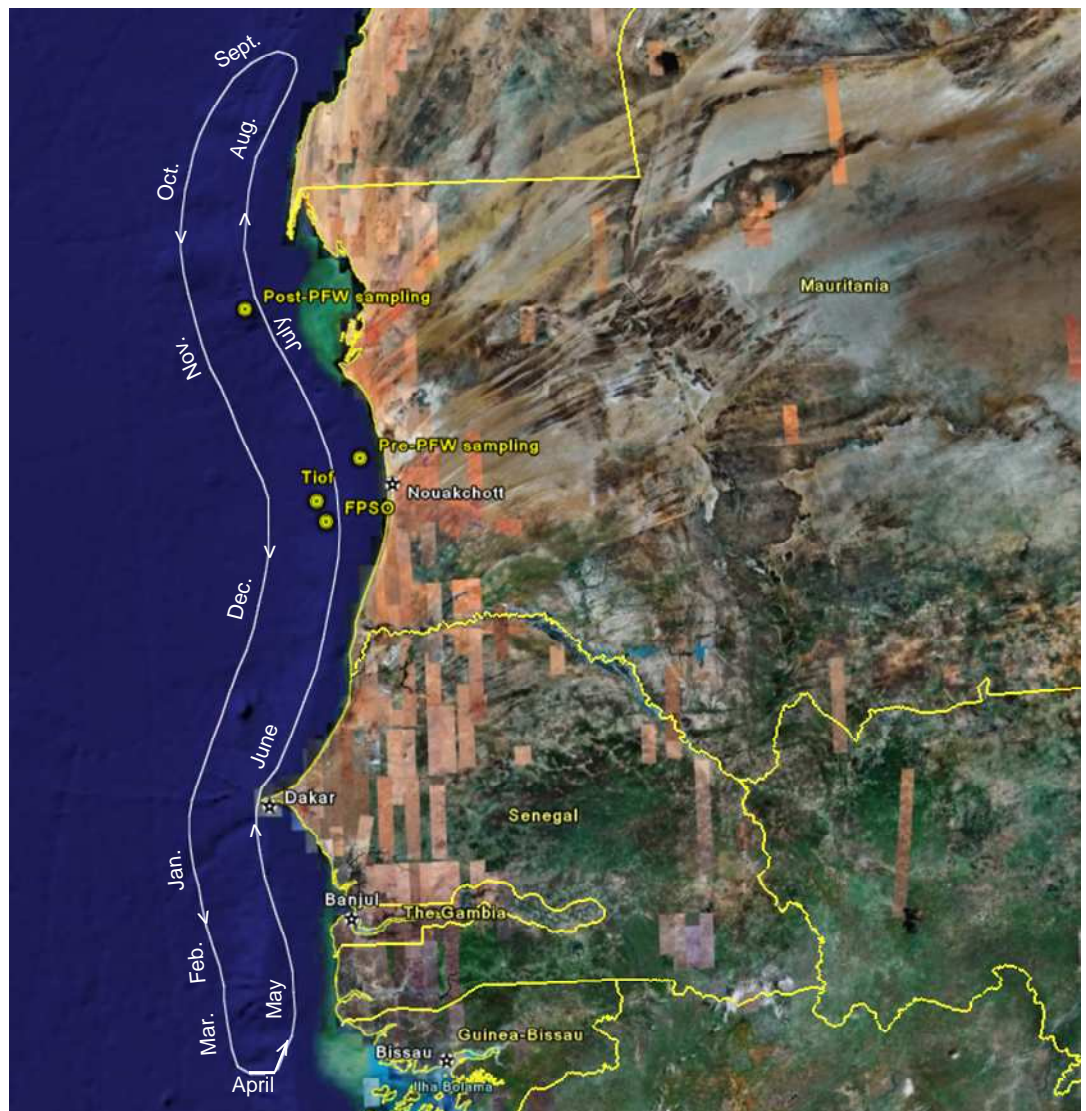 Sept.
Aug.
Oct.
Mauritania
Post-PFW sampling
July
Nov.
Pre-PFW sampling
Tiof
Nouakchott
FPSO
Dec.
June
Dakar
Senegal
Jan.
Banjul
The Gambia
Feb.
May
Mar.
Guinea-Bissau
Bissau
Ilha Bolama
April